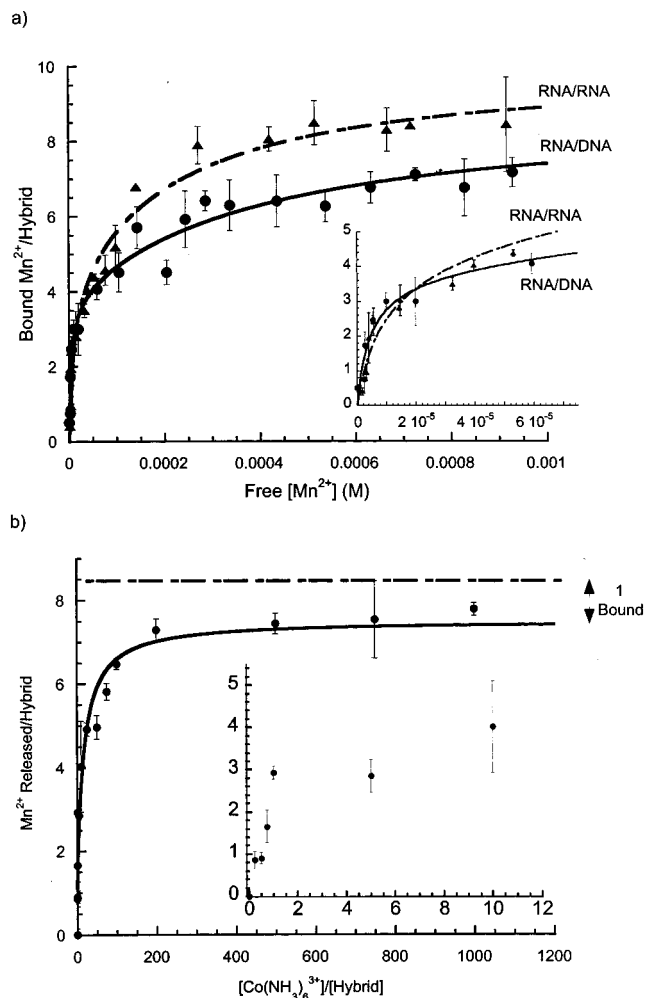 a)
10
8
6
4
2
0
Bound Mn²⁺/Hybrid
RNA/RNA
RNA/DNA
5
4
3
2
1
0
RNA/RNA
RNA/DNA
0 2 10⁻⁵ 4 10⁻⁵ 6 10⁻⁵
0 0.0002 0.0004 0.0006 0.0008 0.001
Free [Mn²⁺] (M)
b)
8
6
4
2
0
Mn²⁺ Released/Hybrid
1
Bound
5
4
3
2
1
0
0 2 4 6 8 10 12
0 200 400 600 800 1000 1200
[Co(NH₃)₆³⁺]/[Hybrid]